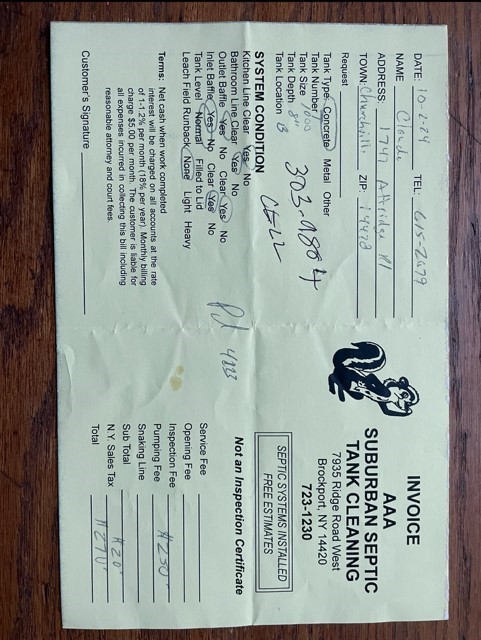 INVOICE
AAA
SUBURBAN SEPTIC
TANK CLEANING
7935 Ridge Road West
Brockport, NY 14420
723-1230
SEPTIC SYSTEMS INSTALLED
FREE ESTIMATES
Not an Inspection Certificate
DATE: 10-2-24 TEL: 615-2479
NAME
ADDRESS: 1747 Attridge Rd
TOWN: Churchville ZIP: 14428
Request
Tank Type Concrete Metal Other
Tank Number
Tank Size 1000
Tank Depth 8"
Tank Location B
303-9804
Cell
SYSTEM CONDITION
Kitchen Line Clear Yes No
Bathroom Line Clear Yes No
Outlet Baffle Yes No Clear Yes No
Inlet Baffle Yes No Clear Yes No
Tank Level Normal Filled to Lid
Leach Field Runback None Light Heavy
Pd 4823
Terms: Net cash when work completed
interest will be charged on all accounts at the rate
of 1-1/2% per month (18% per year). Monthly billing
charge $5.00 per month. The customer is liable for
all expenses incurred in collecting this bill including
reasonable attorney and court fees.
Customer's Signature
Service Fee
Opening Fee
Inspection Fee
Pumping Fee $250
Snaking Line
Sub Total
N.Y. Sales Tax $20
Total $270